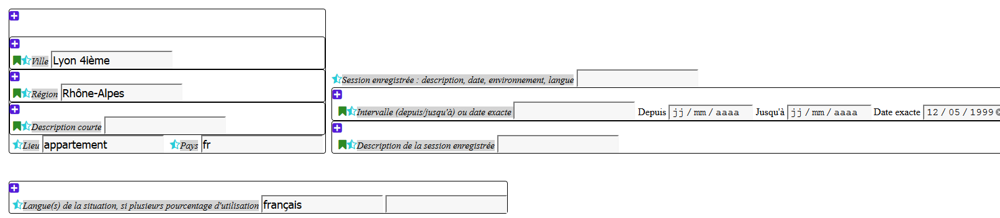 Ville Lyon 4ième
Région Rhône-Alpes
Description courte
Lieu appartement Pays fr
Session enregistrée : description, date, environnement, langue
Intervalle (depuis/jusqu'à) ou date exacte Depuis jj/mm/aaaa Jusqu'à jj/mm/aaaa Date exacte 12/05/1999
Description de la session enregistrée
Langue(s) de la situation, si plusieurs pourcentage d'utilisation français